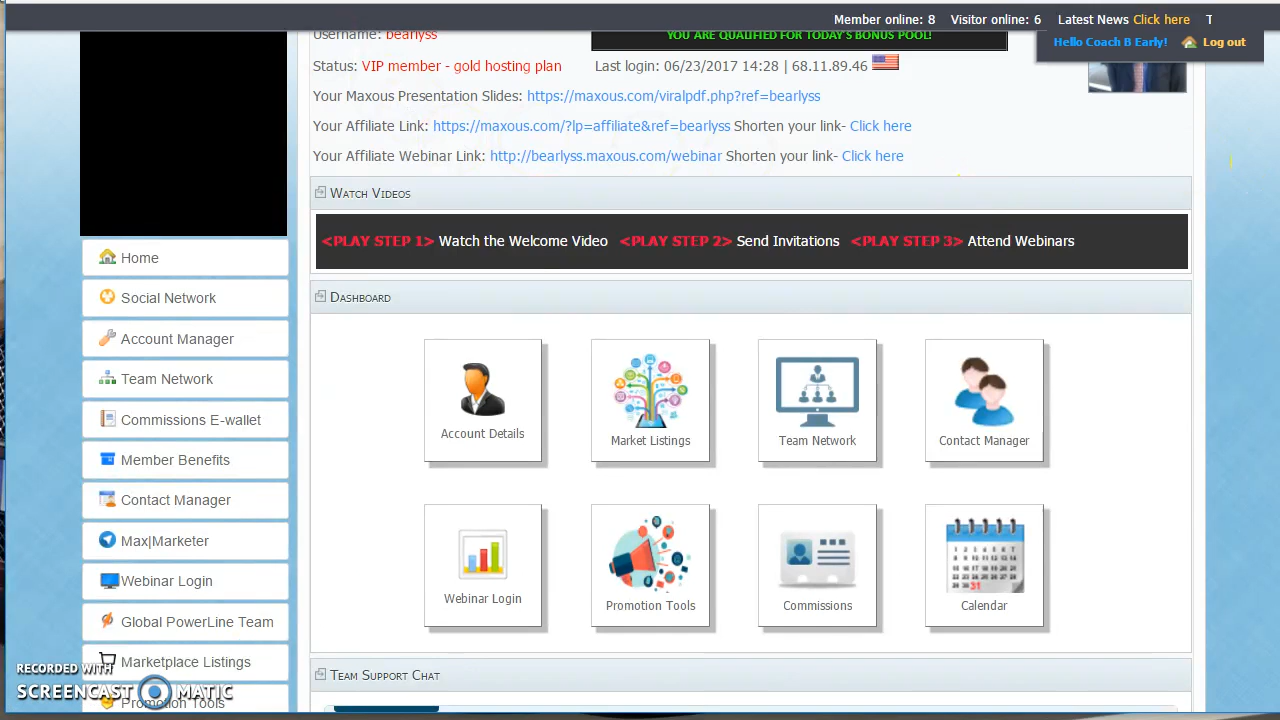 Member online: 8 Visitor online: 6 Latest News Click here T
Username: bearlyss
YOU ARE QUALIFIED FOR TODAY'S BONUS POOL!
Hello Coach B Early! Log out
Status: VIP member - gold hosting plan
Last login: 06/23/2017 14:28 | 68.11.89.46
Your Maxous Presentation Slides: https://maxous.com/viralpdf.php?ref=bearlyss
Your Affiliate Link: https://maxous.com/?lp=affiliate&ref=bearlyss Shorten your link- Click here
Your Affiliate Webinar Link: http://bearlyss.maxous.com/webinar Shorten your link- Click here
Watch Videos
<PLAY STEP 1> Watch the Welcome Video <PLAY STEP 2> Send Invitations <PLAY STEP 3> Attend Webinars
Home
Social Network
Account Manager
Team Network
Commissions E-wallet
Member Benefits
Contact Manager
Max|Marketer
Webinar Login
Global PowerLine Team
Marketplace Listings
Promotion Tools
Dashboard
Account Details
Market Listings
Team Network
Contact Manager
Webinar Login
Promotion Tools
Commissions
Calendar
Team Support Chat
RECORDED WITH
SCREENCAST MATIC